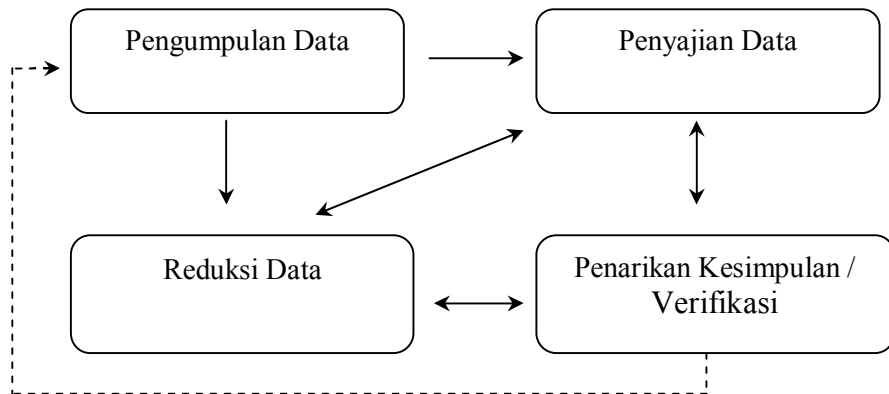 Pengumpulan Data
Penyajian Data
Reduksi Data
Penarikan Kesimpulan /
Verifikasi